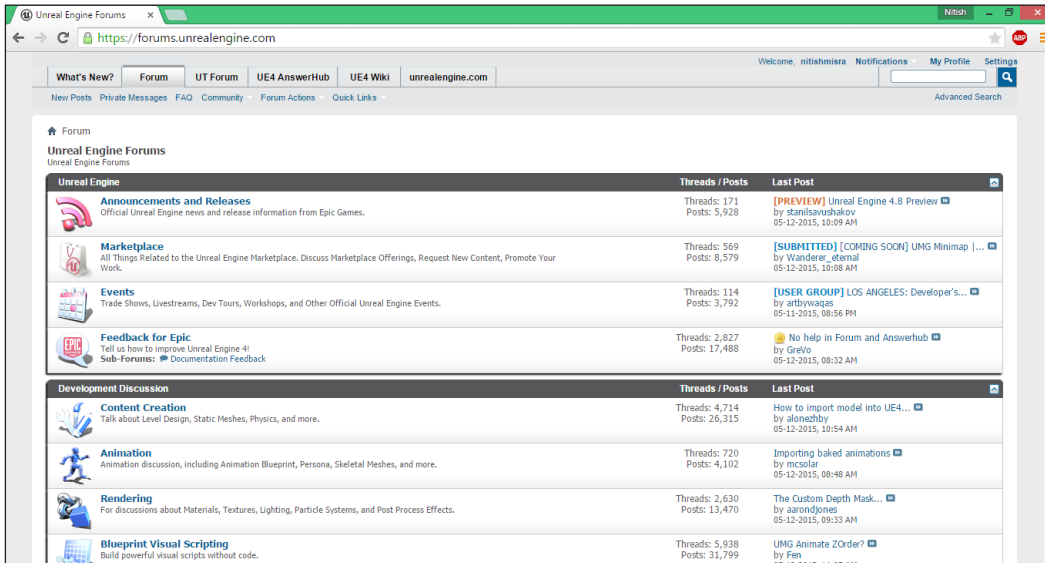 Unreal Engine Forums
Nitish
https://forums.unrealengine.com
ABP
Welcome, nitishmisra Notifications My Profile Settings
What's New? Forum UT Forum UE4 AnswerHub UE4 Wiki unrealengine.com
New Posts Private Messages FAQ Community Forum Actions Quick Links Advanced Search
Forum
Unreal Engine Forums
Unreal Engine Forums
Unreal Engine Threads / Posts Last Post
Announcements and Releases
Official Unreal Engine news and release information from Epic Games.
Threads: 171
Posts: 5,928
[PREVIEW] Unreal Engine 4.8 Preview
by stanilsavushakov
05-12-2015, 10:09 AM
Marketplace
All Things Related to the Unreal Engine Marketplace. Discuss Marketplace Offerings, Request New Content, Promote Your
Work.
Threads: 569
Posts: 8,579
[SUBMITTED] [COMING SOON] UMG Minimap |...
by Wanderer_eternal
05-12-2015, 10:08 AM
Events
Trade Shows, Livestreams, Dev Tours, Workshops, and Other Official Unreal Engine Events.
Threads: 114
Posts: 3,792
[USER GROUP] LOS ANGELES: Developer's...
by artbywaqas
05-11-2015, 08:56 PM
EPIC
Feedback for Epic
Tell us how to improve Unreal Engine 4!
Sub-Forums: Documentation Feedback
Threads: 2,827
Posts: 17,488
No help in Forum and Answerhub
by GreVo
05-12-2015, 08:32 AM
Development Discussion Threads / Posts Last Post
Content Creation
Talk about Level Design, Static Meshes, Physics, and more.
Threads: 4,714
Posts: 26,315
How to import model into UE4...
by alonezhby
05-12-2015, 10:54 AM
Animation
Animation discussion, including Animation Blueprint, Persona, Skeletal Meshes, and more.
Threads: 720
Posts: 4,102
Importing baked animations
by mcsolar
05-12-2015, 08:48 AM
Rendering
For discussions about Materials, Textures, Lighting, Particle Systems, and Post Process Effects.
Threads: 2,630
Posts: 13,470
The Custom Depth Mask...
by aarondjones
05-12-2015, 09:33 AM
Blueprint Visual Scripting
Build powerful visual scripts without code.
Threads: 5,938
Posts: 31,799
UMG Animate ZOrder?
by Fen